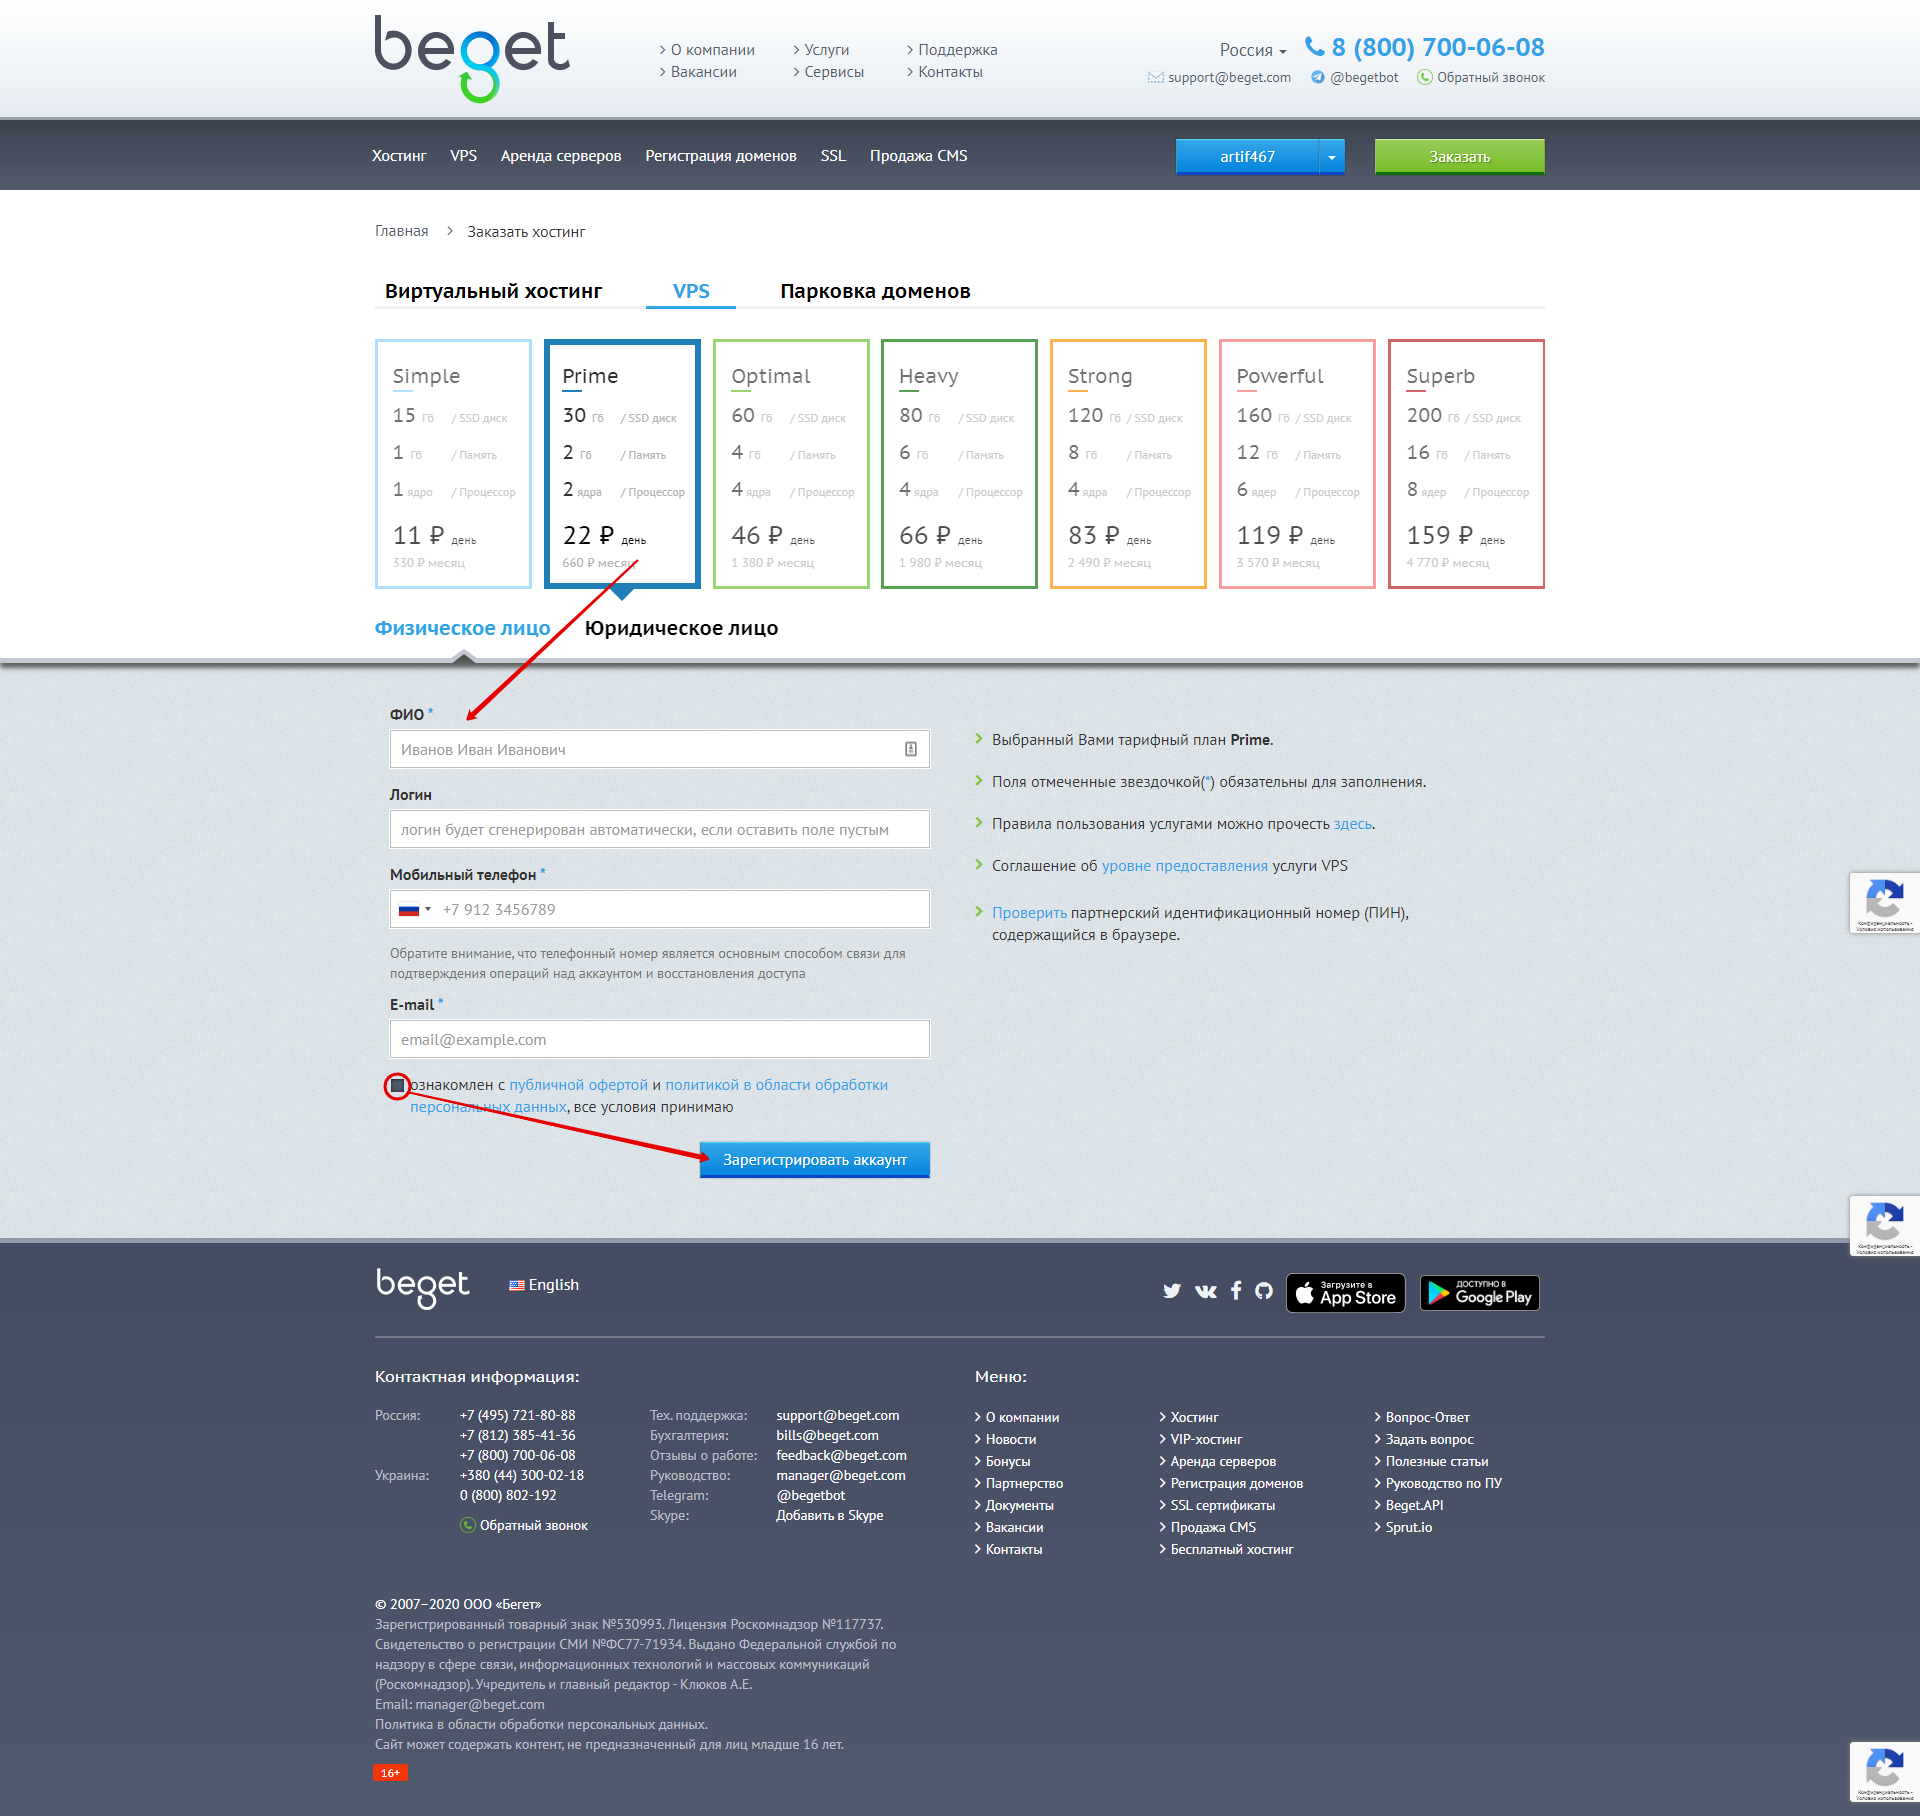 beget
О компании
Вакансии
Услуги
Сервисы
Поддержка
Контакты
Россия
8 (800) 700-06-08
support@beget.com
@begetbot
Обратный звонок
Хостинг
VPS
Аренда серверов
Регистрация доменов
SSL
Продажа CMS
artif467
Заказать
Главная
Заказать хостинг
Виртуальный хостинг
VPS
Парковка доменов
Simple
15 Гб / SSD диск
1 Гб / Память
1 ядро / Процессор
11 ₽ день
330 ₽ месяц
Prime
30 Гб / SSD диск
2 Гб / Память
2 ядра / Процессор
22 ₽ день
660 ₽ месяц
Optimal
60 Гб / SSD диск
4 Гб / Память
4 ядра / Процессор
46 ₽ день
1 380 ₽ месяц
Heavy
80 Гб / SSD диск
6 Гб / Память
4 ядра / Процессор
66 ₽ день
1 980 ₽ месяц
Strong
120 Гб / SSD диск
8 Гб / Память
4 ядра / Процессор
83 ₽ день
2 490 ₽ месяц
Powerful
160 Гб / SSD диск
12 Гб / Память
6 ядер / Процессор
119 ₽ день
3 570 ₽ месяц
Superb
200 Гб / SSD диск
16 Гб / Память
8 ядер / Процессор
159 ₽ день
4 770 ₽ месяц
Физическое лицо
Юридическое лицо
ФИО *
Иванов Иван Иванович
Логин
логин будет сгенерирован автоматически, если оставить поле пустым
Мобильный телефон *
+7 912 3456789
Обратите внимание, что телефонный номер является основным способом связи для
подтверждения операций над аккаунтом и восстановления доступа
E-mail *
email@example.com
ознакомлен с публичной офертой и политикой в области обработки
персональных данных, все условия принимаю
Зарегистрировать аккаунт
Выбранный Вами тарифный план Prime.
Поля отмеченные звездочкой(*) обязательны для заполнения.
Правила пользования услугами можно прочесть здесь.
Соглашение об уровне предоставления услуги VPS
Проверить партнерский идентификационный номер (ПИН),
содержащийся в браузере.
Конфиденциальность -
Условия использования
Конфиденциальность -
Условия использования
beget
English
Загрузите в
App Store
ДОСТУПНО В
Google Play
Контактная информация:
Россия:
+7 (495) 721-80-88
+7 (812) 385-41-36
+7 (800) 700-06-08
Украина:
+380 (44) 300-02-18
0 (800) 802-192
Обратный звонок
Тех. поддержка: support@beget.com
Бухгалтерия: bills@beget.com
Отзывы о работе: feedback@beget.com
Руководство: manager@beget.com
Telegram: @begetbot
Skype: Добавить в Skype
Меню:
О компании
Новости
Бонусы
Партнерство
Документы
Вакансии
Контакты
Хостинг
VIP-хостинг
Аренда серверов
Регистрация доменов
SSL сертификаты
Продажа CMS
Бесплатный хостинг
Вопрос-Ответ
Задать вопрос
Полезные статьи
Руководство по ПУ
Beget.API
Sprut.io
© 2007–2020 ООО «Бегет»
Зарегистрированный товарный знак №530993. Лицензия Роскомнадзор №117737.
Свидетельство о регистрации СМИ №ФС77-71934. Выдано Федеральной службой по
надзору в сфере связи, информационных технологий и массовых коммуникаций
(Роскомнадзор). Учредитель и главный редактор - Клюков А.Е.
Email: manager@beget.com
Политика в области обработки персональных данных.
Сайт может содержать контент, не предназначенный для лиц младше 16 лет.
16+
Конфиденциальность -
Условия использования